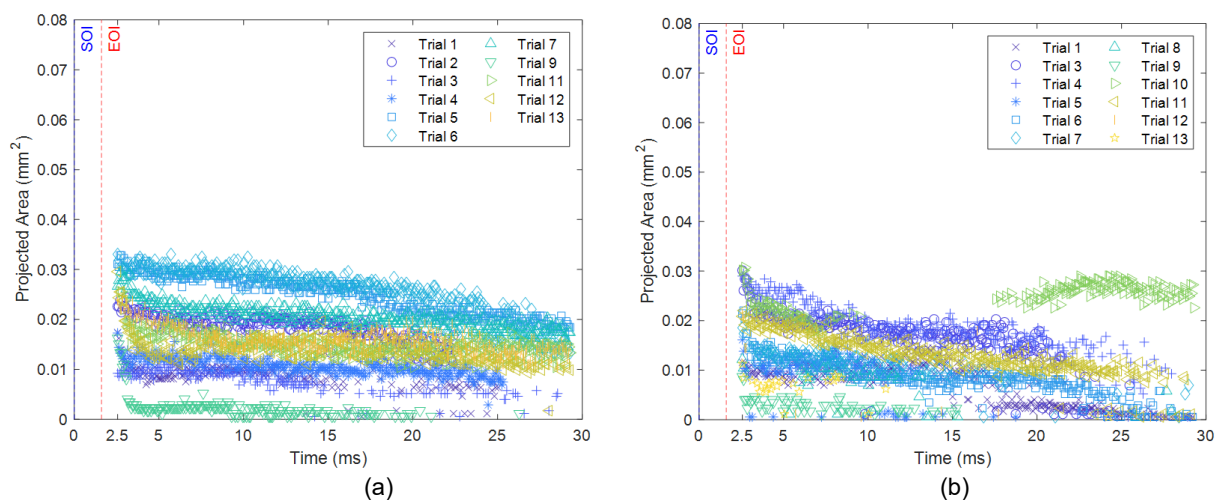 0.08
0.07
0.06
0.05
0.04
0.03
0.02
0.01
0
Projected Area (mm²)
SOI
EOI
Trial 1
Trial 2
Trial 3
Trial 4
Trial 5
Trial 6
Trial 7
Trial 9
Trial 11
Trial 12
Trial 13
0 2.5 5 10 15 20 25 30
Time (ms)
(a)
0.08
0.07
0.06
0.05
0.04
0.03
0.02
0.01
0
Projected Area (mm²)
SOI
EOI
Trial 1
Trial 3
Trial 4
Trial 5
Trial 6
Trial 7
Trial 8
Trial 9
Trial 10
Trial 11
Trial 12
Trial 13
0 2.5 5 10 15 20 25 30
Time (ms)
(b)